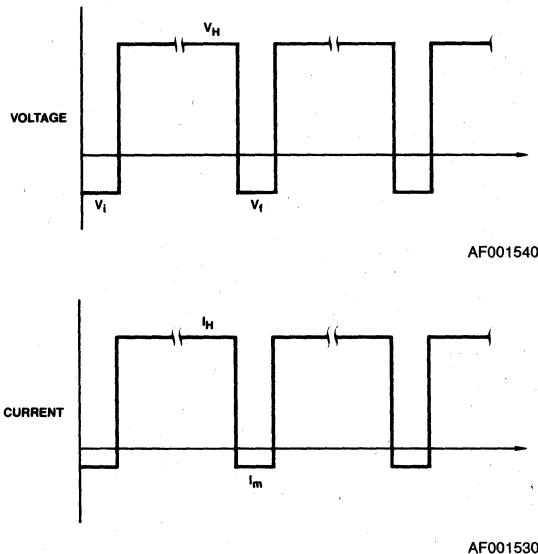 V_H
VOLTAGE
V_i
V_f
AF001540
I_H
CURRENT
I_m
AF001530